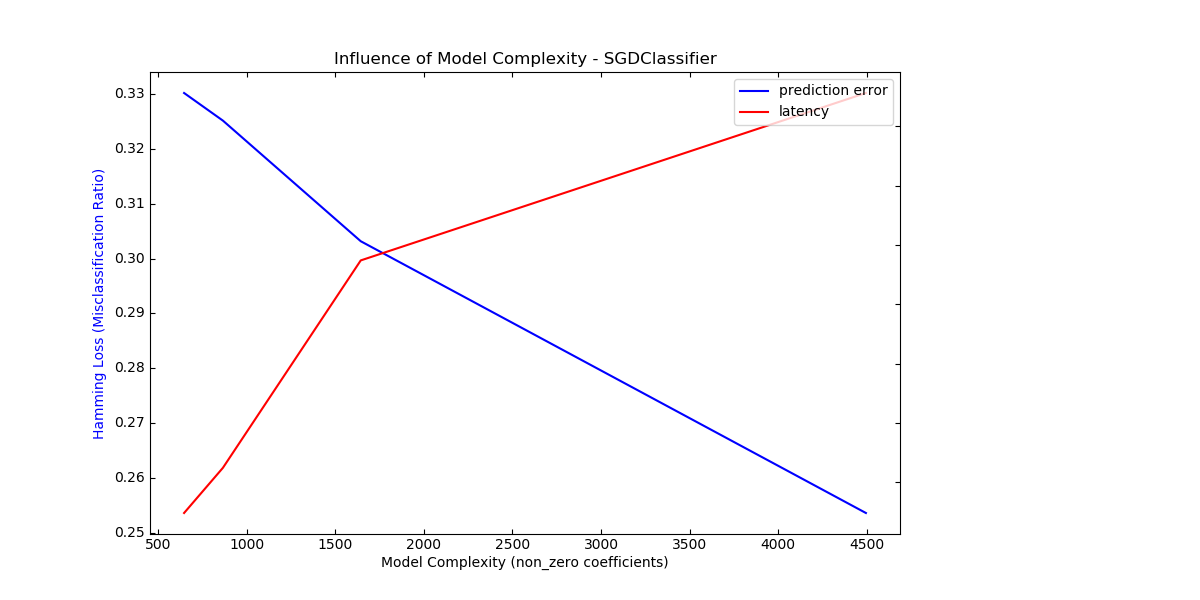 Influence of Model Complexity - SGDClassifier
prediction error
latency
Hamming Loss (Misclassification Ratio)
0.33
0.32
0.31
0.30
0.29
0.28
0.27
0.26
0.25
500 1000 1500 2000 2500 3000 3500 4000 4500
Model Complexity (non_zero coefficients)